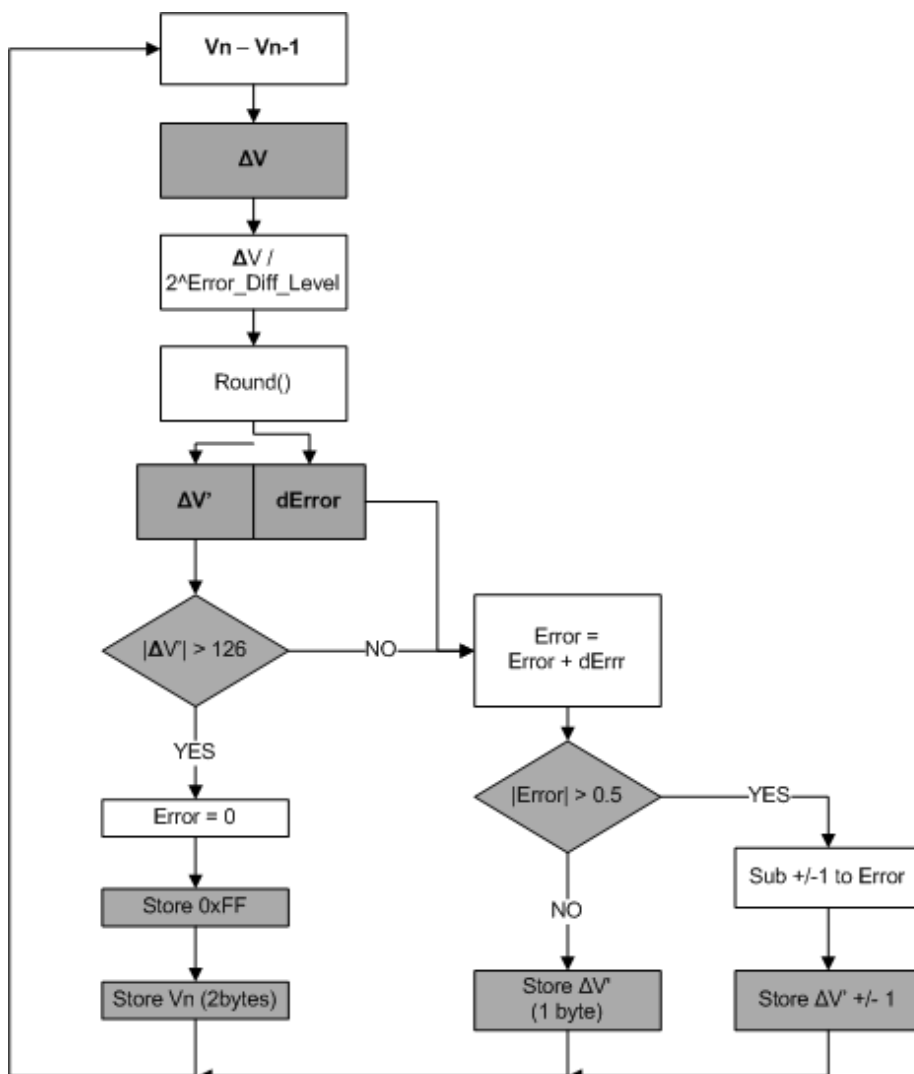 Vn – Vn-1
ΔV
ΔV /
2^Error_Diff_Level
Round()
ΔV'
dError
|ΔV'| > 126
NO
Error =
Error + dErrr
YES
|Error| > 0.5
YES
Error = 0
Sub +/-1 to Error
Store 0xFF
NO
Store Vn (2bytes)
Store ΔV'
(1 byte)
Store ΔV' +/- 1